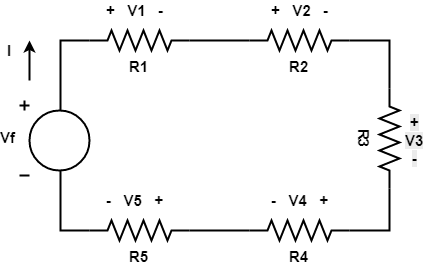 + V1 -
+ V2 -
I
R1
R2
+
Vf
-
R3
+
V3
-
- V5 +
- V4 +
R5
R4